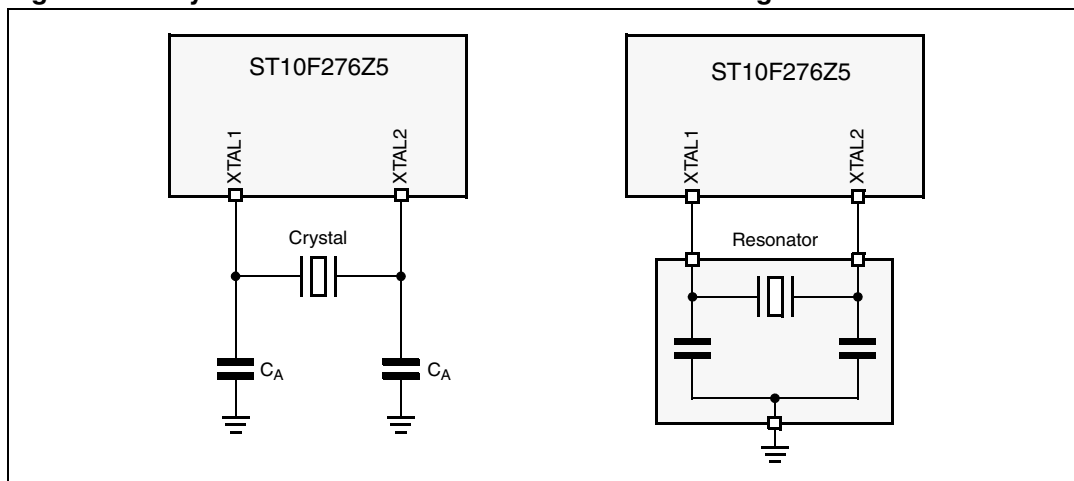 ST10F276Z5
XTAL1
XTAL2
Crystal
CA
CA
ST10F276Z5
XTAL1
XTAL2
Resonator